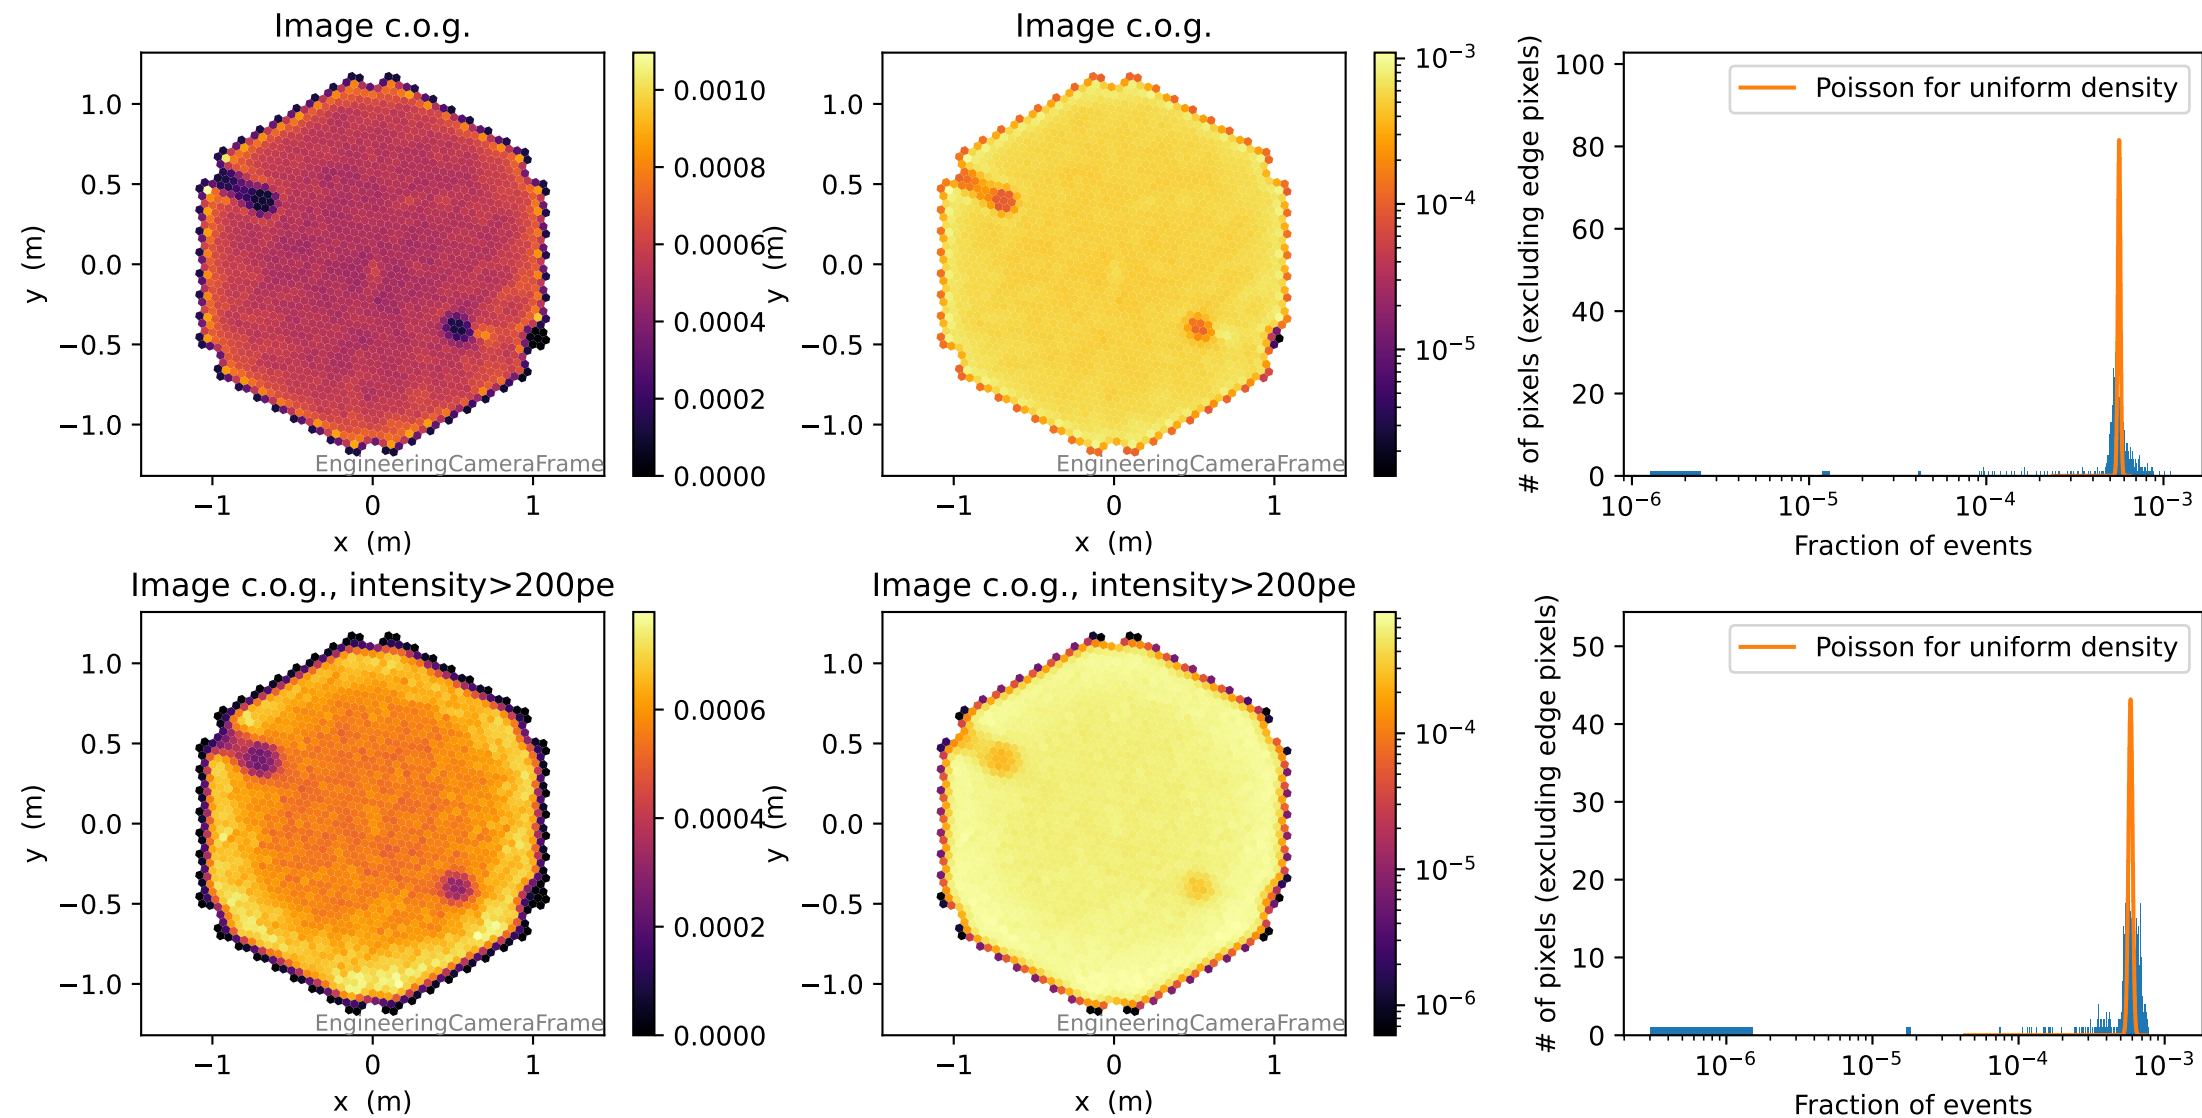 Image c.o.g.
1.0
0.5
0.0
−0.5
−1.0
y (m)
−1 0 1
x (m)
EngineeringCameraFrame
0.0010
0.0008
0.0006
0.0004
0.0002
0.0000
Image c.o.g.
1.0
0.5
0.0
−0.5
−1.0
y (m)
−1 0 1
x (m)
EngineeringCameraFrame
10⁻³
10⁻⁴
10⁻⁵
100
80
60
40
20
0
# of pixels (excluding edge pixels)
Poisson for uniform density
10⁻⁶ 10⁻⁵ 10⁻⁴ 10⁻³
Fraction of events
Image c.o.g., intensity>200pe
1.0
0.5
0.0
−0.5
−1.0
y (m)
−1 0 1
x (m)
EngineeringCameraFrame
0.0006
0.0004
0.0002
0.0000
Image c.o.g., intensity>200pe
1.0
0.5
0.0
−0.5
−1.0
y (m)
−1 0 1
x (m)
EngineeringCameraFrame
10⁻⁴
10⁻⁵
10⁻⁶
50
40
30
20
10
0
# of pixels (excluding edge pixels)
Poisson for uniform density
10⁻⁶ 10⁻⁵ 10⁻⁴ 10⁻³
Fraction of events